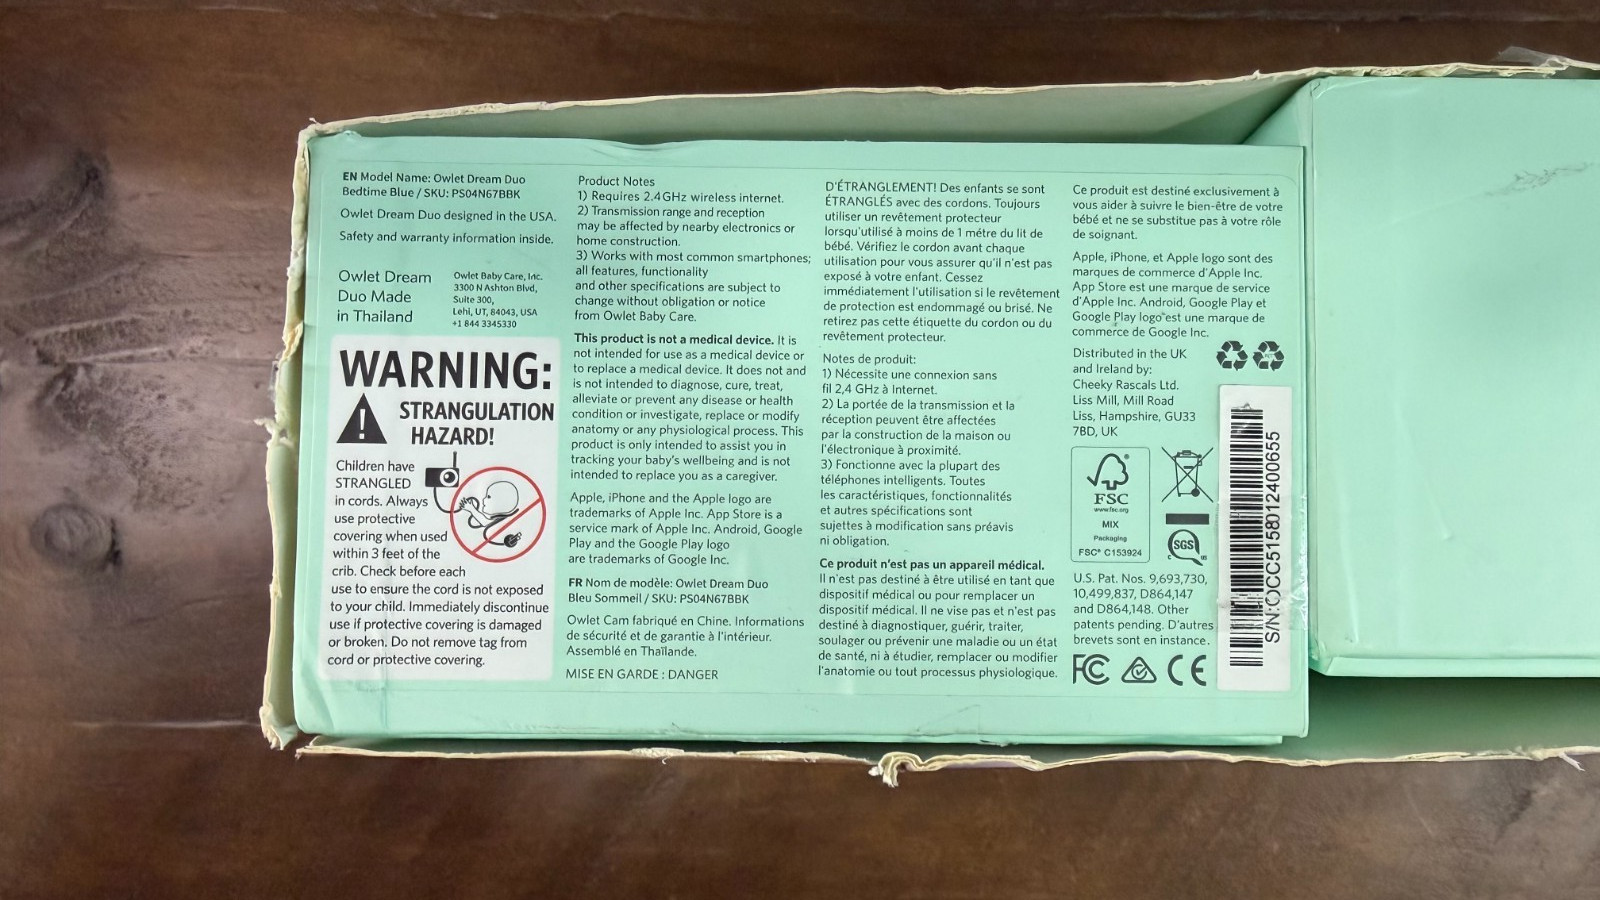 EN Model Name: Owlet Dream Duo
Bedtime Blue / SKU: PS04N67BBK
Owlet Dream Duo designed in the USA.
Safety and warranty information inside.
Owlet Dream
Duo Made
in Thailand
Owlet Baby Care, Inc.
3300 N Ashton Blvd,
Suite 300,
Lehi, UT, 84043, USA
+1 844 3345330
WARNING:
STRANGULATION
HAZARD!
Children have
STRANGLED
in cords. Always
use protective
covering when used
within 3 feet of the
crib. Check before each
use to ensure the cord is not exposed
to your child. Immediately discontinue
use if protective covering is damaged
or broken. Do not remove tag from
cord or protective covering.
Product Notes
1) Requires 2.4GHz wireless internet.
2) Transmission range and reception
may be affected by nearby electronics or
home construction.
3) Works with most common smartphones;
all features, functionality
and other specifications are subject to
change without obligation or notice
from Owlet Baby Care.
This product is not a medical device. It is
not intended for use as a medical device or
to replace a medical device. It does not and
is not intended to diagnose, cure, treat,
alleviate or prevent any disease or health
condition or investigate, replace or modify
anatomy or any physiological process. This
product is only intended to assist you in
tracking your baby's wellbeing and is not
intended to replace you as a caregiver.
Apple, iPhone and the Apple logo are
trademarks of Apple Inc. App Store is a
service mark of Apple Inc. Android, Google
Play and the Google Play logo
are trademarks of Google Inc.
FR Nom de modèle: Owlet Dream Duo
Bleu Sommeil / SKU: PS04N67BBK
Owlet Cam fabriqué en Chine. Informations
de sécurité et de garantie à l'intérieur.
Assemblé en Thaïlande.
MISE EN GARDE : DANGER
D'ÉTRANGLEMENT! Des enfants se sont
ÉTRANGLÉS avec des cordons. Toujours
utiliser un revêtement protecteur
lorsqu'utilisé à moins de 1 métre du lit de
bébé. Vérifiez le cordon avant chaque
utilisation pour vous assurer qu'il n'est pas
exposé à votre enfant. Cessez
immédiatement l'utilisation si le revêtement
de protection est endommagé ou brisé. Ne
retirez pas cette étiquette du cordon ou du
revêtement protecteur.
Notes de produit:
1) Nécessite une connexion sans
fil 2,4 GHz à Internet.
2) La portée de la transmission et la
réception peuvent être affectées
par la construction de la maison ou
l'électronique à proximité.
3) Fonctionne avec la plupart des
téléphones intelligents. Toutes
les caractéristiques, fonctionnalités
et autres spécifications sont
sujettes à modification sans préavis
ni obligation.
Ce produit n'est pas un appareil médical.
Il n'est pas destiné à être utilisé en tant que
dispositif médical ou pour remplacer un
dispositif médical. Il ne vise pas et n'est pas
destiné à diagnostiquer, guérir, traiter,
soulager ou prévenir une maladie ou un état
de santé, ni à étudier, remplacer ou modifier
l'anatomie ou tout processus physiologique.
Ce produit est destiné exclusivement à
vous aider à suivre le bien-être de votre
bébé et ne se substitue pas à votre rôle
de soignant.
Apple, iPhone, et Apple logo sont des
marques de commerce d'Apple Inc.
App Store est une marque de service
d'Apple Inc. Android, Google Play et
Google Play logo est une marque de
commerce de Google Inc.
Distributed in the UK
and Ireland by:
Cheeky Rascals Ltd.
Liss Mill, Mill Road
Liss, Hampshire, GU33
7BD, UK
FSC
www.fsc.org
MIX
Packaging
FSC® C153924
SGS
U.S. Pat. Nos. 9,693,730,
10,499,837, D864,147
and D864,148. Other
patents pending. D'autres
brevets sont en instance.
FC CE
S/N:OCC5158012400655